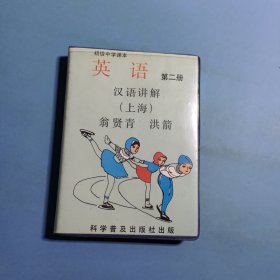 初级中学课本
英 语 第二册
汉语讲解
(上海)
翁贤青 洪箭
科学普及出版社出版